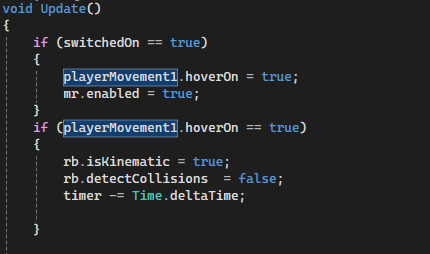 void Update()
{
if (switchedOn == true)
{
playerMovement1.hoverOn = true;
mr.enabled = true;
}
if (playerMovement1.hoverOn == true)
{
rb.isKinematic = true;
rb.detectCollisions  = false;
timer -= Time.deltaTime;
}